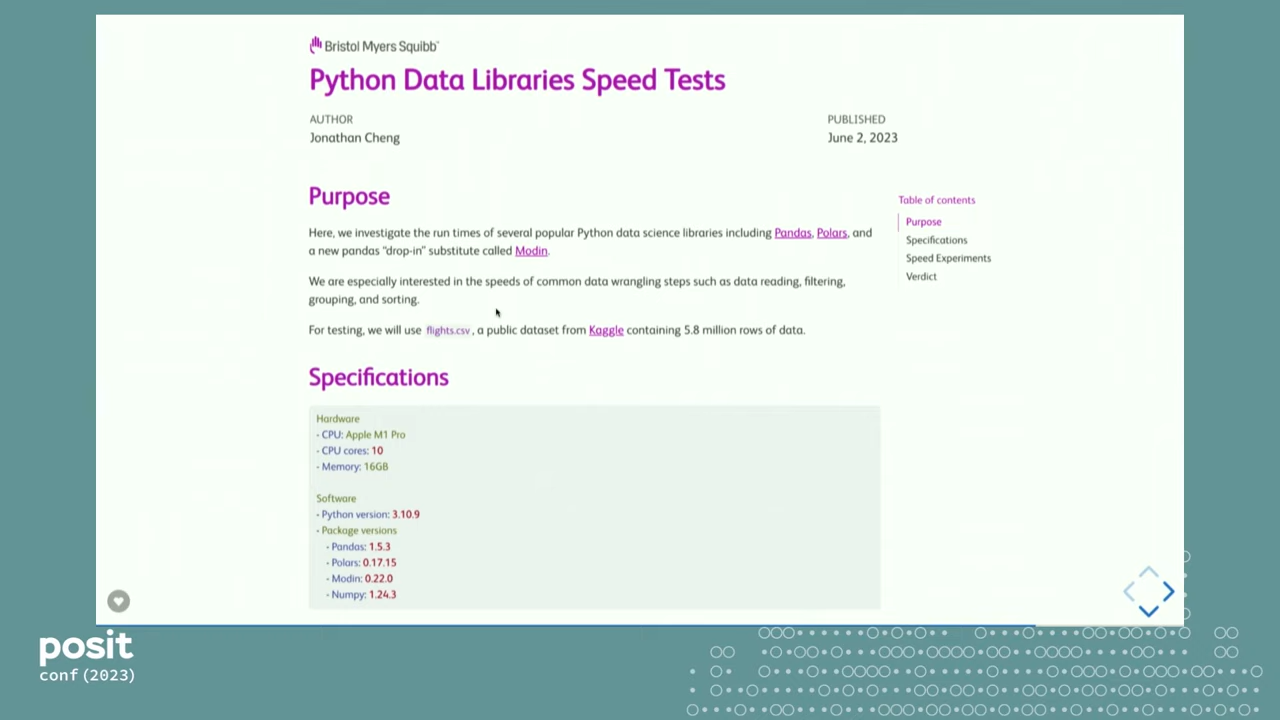 Bristol Myers Squibb™
Python Data Libraries Speed Tests
AUTHOR
Jonathan Cheng
PUBLISHED
June 2, 2023
Purpose
Here, we investigate the run times of several popular Python data science libraries including Pandas, Polars, and
a new pandas “drop-in” substitute called Modin.
We are especially interested in the speeds of common data wrangling steps such as data reading, filtering,
grouping, and sorting.
For testing, we will use flights.csv, a public dataset from Kaggle containing 5.8 million rows of data.
Table of contents
Purpose
Specifications
Speed Experiments
Verdict
Specifications
Hardware
- CPU: Apple M1 Pro
- CPU cores: 10
- Memory: 16GB
Software
- Python version: 3.10.9
- Package versions
- Pandas: 1.5.3
- Polars: 0.17.15
- Modin: 0.22.0
- Numpy: 1.24.3
posit
conf(2023)